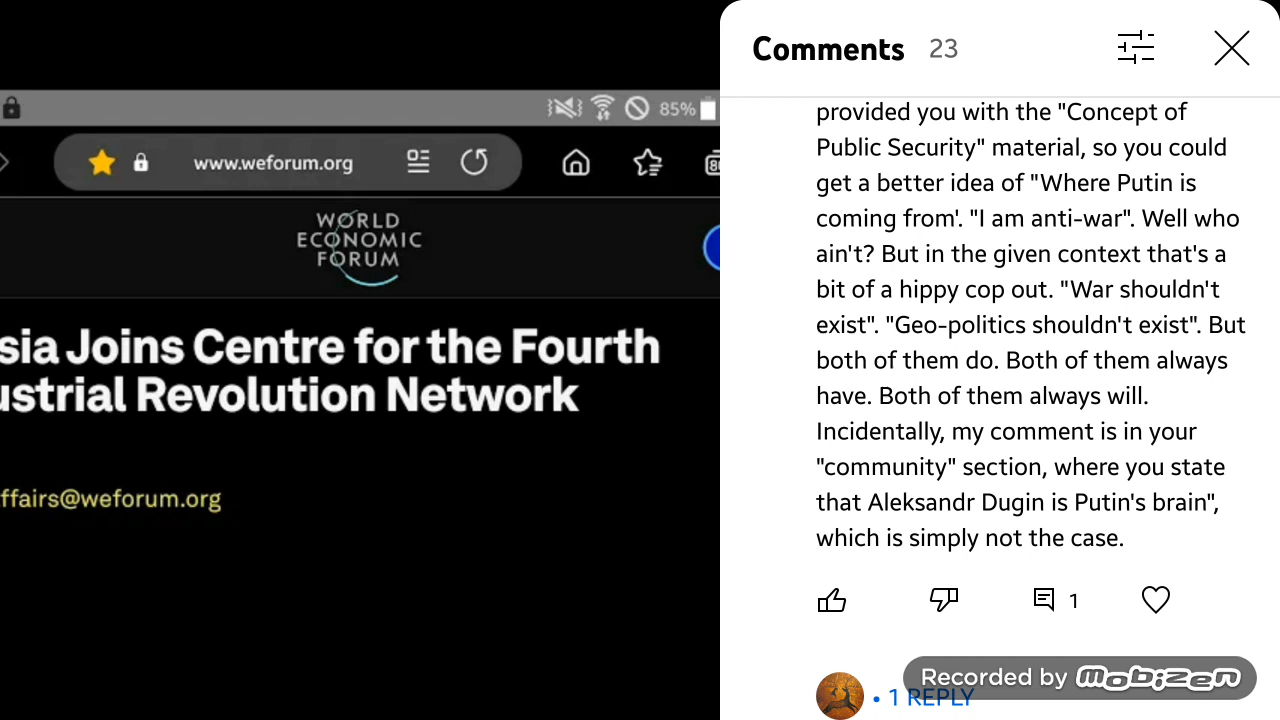 85%
www.weforum.org
WORLD
ECONOMIC
FORUM
sia Joins Centre for the Fourth
ustrial Revolution Network
ffairs@weforum.org
Comments 23
provided you with the "Concept of
Public Security" material, so you could
get a better idea of "Where Putin is
coming from'. "I am anti-war". Well who
ain't? But in the given context that's a
bit of a hippy cop out. "War shouldn't
exist". "Geo-politics shouldn't exist". But
both of them do. Both of them always
have. Both of them always will.
Incidentally, my comment is in your
"community" section, where you state
that Aleksandr Dugin is Putin's brain",
which is simply not the case.
1
Recorded by mobizen
• 1 REPLY